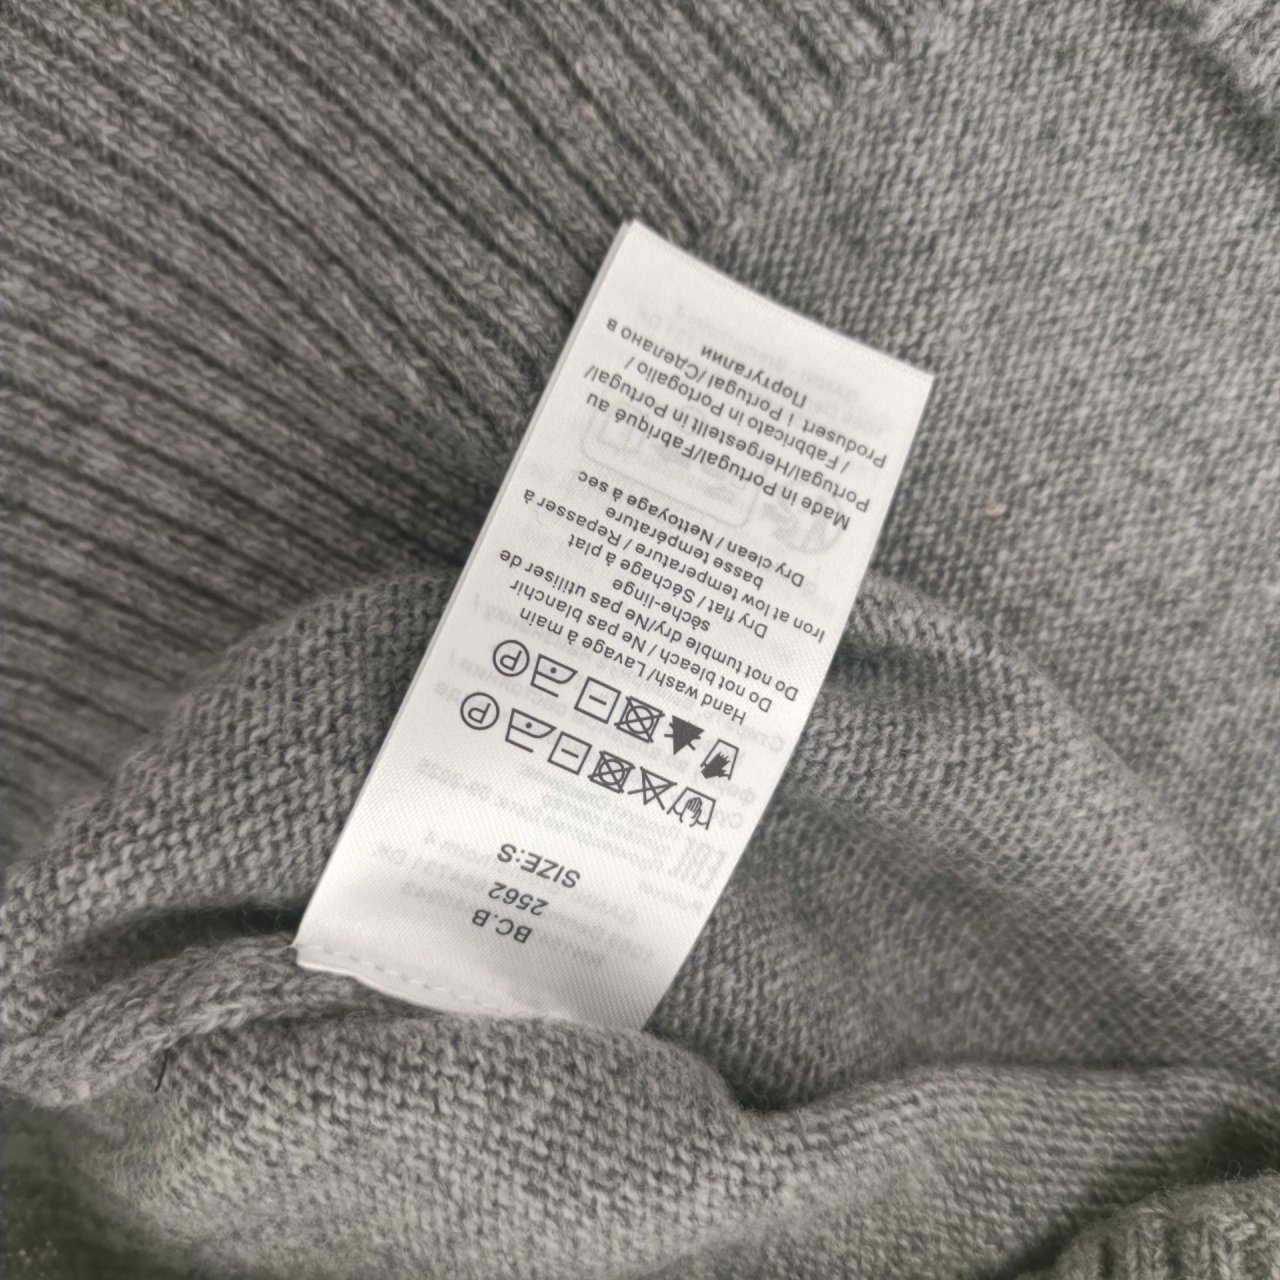 BC.B
2562
SIZE:S
Hand wash/ Lavage à main
Do not bleach / Ne pas blanchir
Do not tumble dry/Ne pas utiliser de
sèche-linge
Dry flat / Séchage à plat
Iron at low temperature / Repasser à
basse température
Dry clean / Nettoyage à sec
Made in Portugal/Fabriqué au
Portugal/Hergestellt in Portugal/
/ Fabbricato in Portogallo /
Produsert i Portugal/Сделано в
Португалии